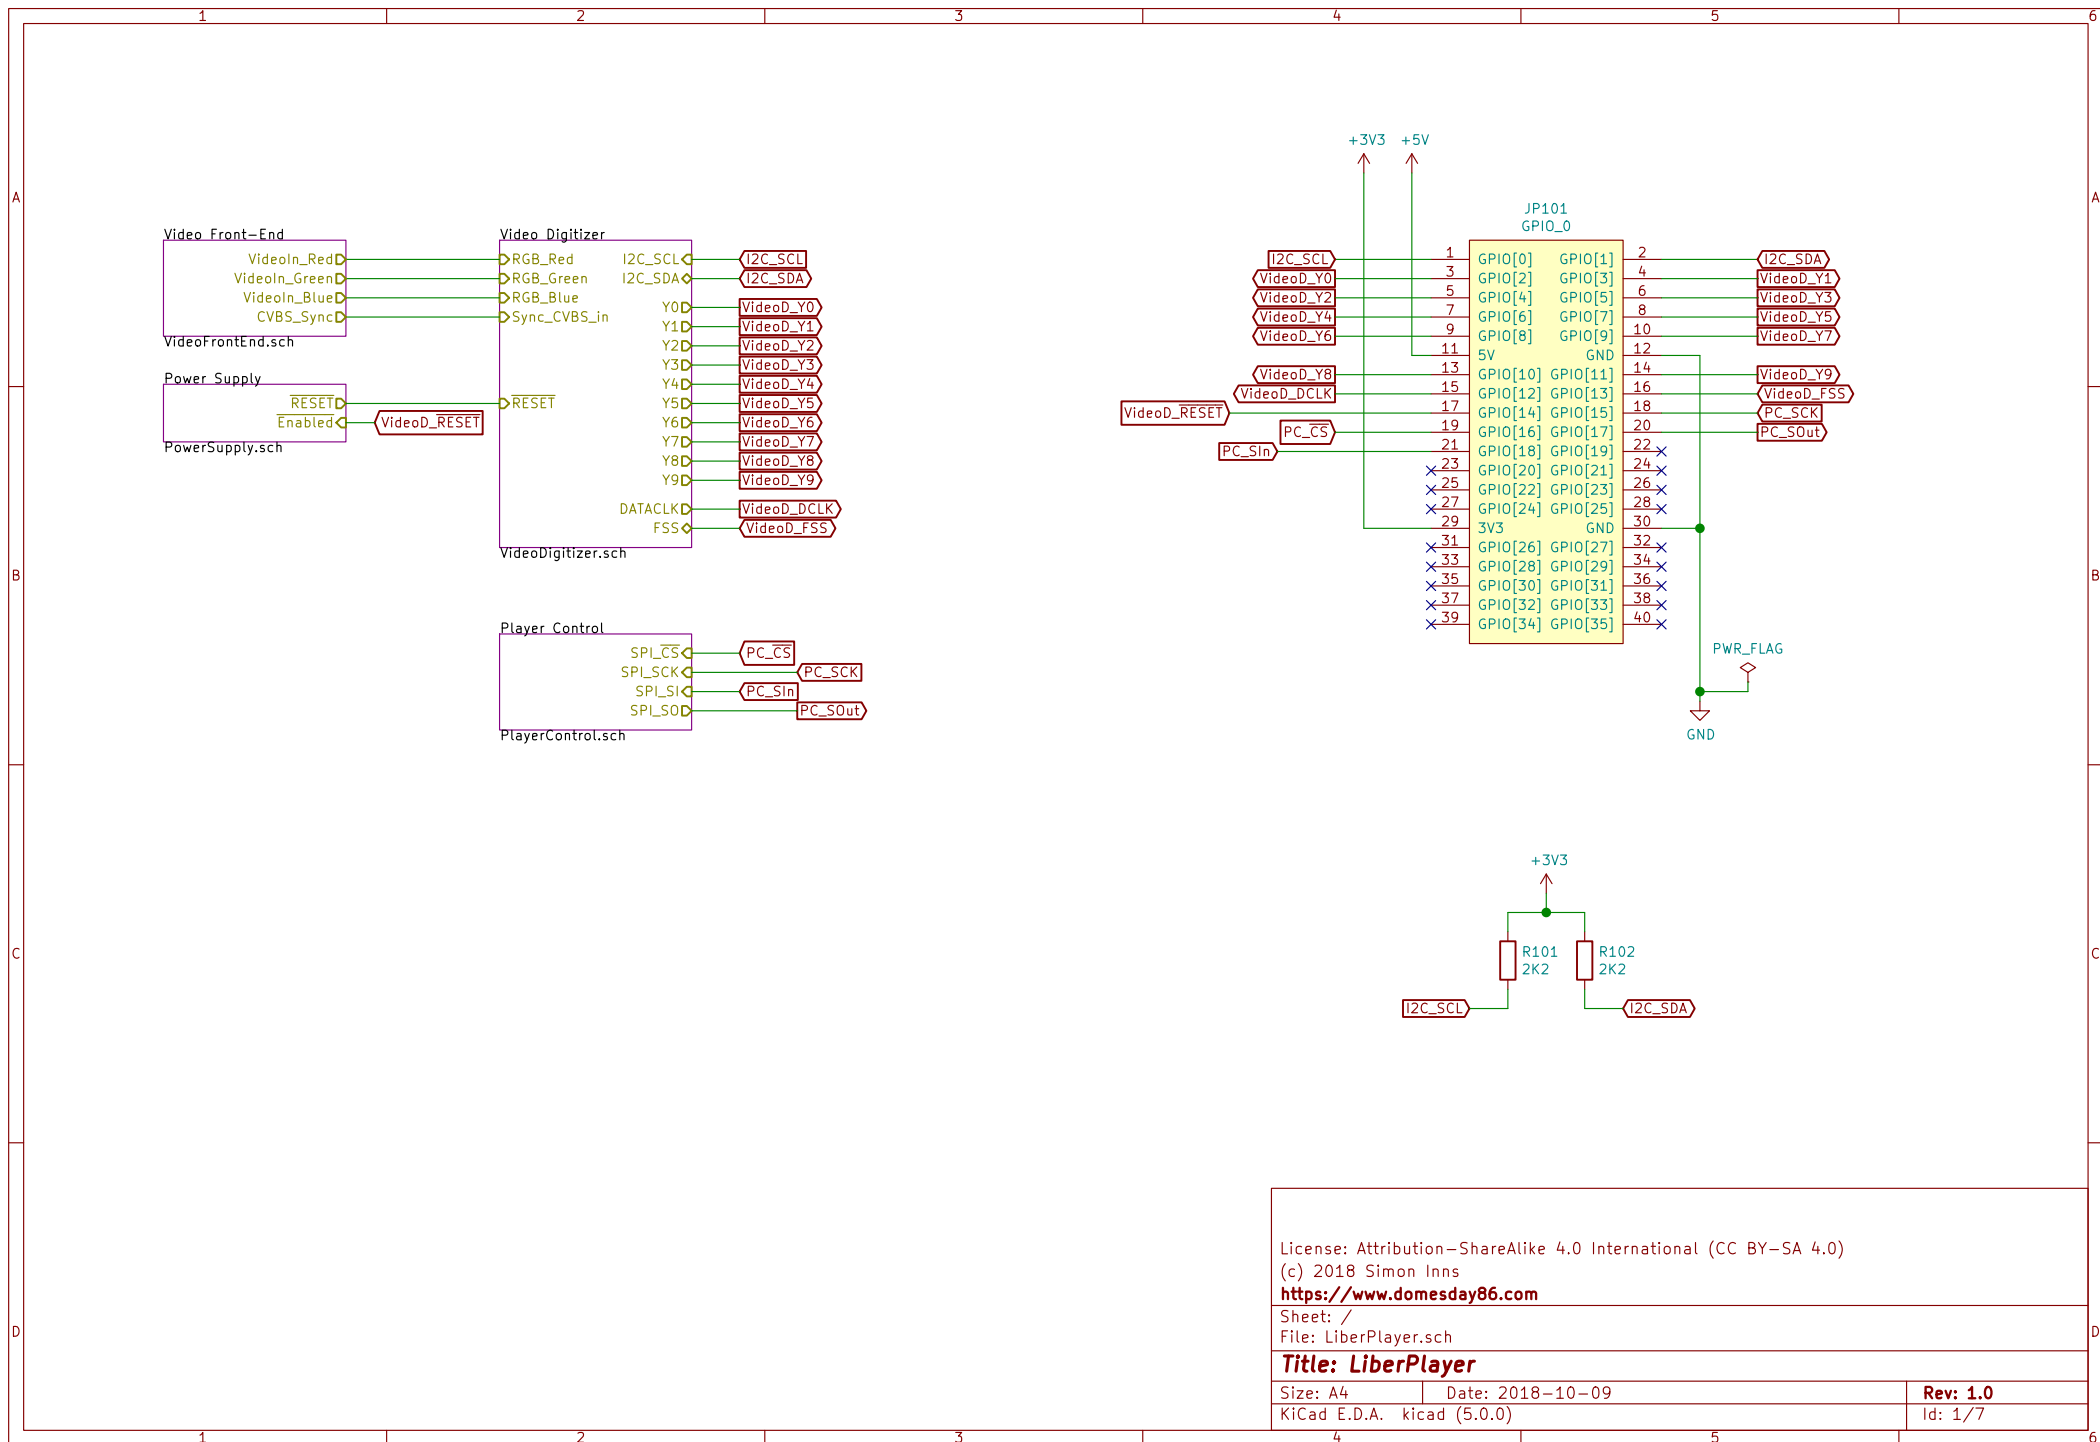 1 2 3 4 5 6
A A
B B
C C
D D
Video Front-End
VideoIn_Red
VideoIn_Green
VideoIn_Blue
CVBS_Sync
VideoFrontEnd.sch
Power Supply
RESET
Enabled
VideoD_RESET
PowerSupply.sch
Video Digitizer
RGB_Red I2C_SCL I2C_SCL
RGB_Green I2C_SDA I2C_SDA
RGB_Blue
Y0 VideoD_Y0
Sync_CVBS_in
Y1 VideoD_Y1
Y2 VideoD_Y2
Y3 VideoD_Y3
Y4 VideoD_Y4
RESET Y5 VideoD_Y5
Y6 VideoD_Y6
Y7 VideoD_Y7
Y8 VideoD_Y8
Y9 VideoD_Y9
DATACLK VideoD_DCLK
FSS VideoD_FSS
VideoDigitizer.sch
Player Control
SPI_CS PC_CS
SPI_SCK PC_SCK
SPI_SI PC_SIn
SPI_SO PC_SOut
PlayerControl.sch
+3V3 +5V
JP101
GPIO_0
I2C_SCL 1 GPIO[0] GPIO[1] 2 I2C_SDA
VideoD_Y0 3 GPIO[2] GPIO[3] 4 VideoD_Y1
VideoD_Y2 5 GPIO[4] GPIO[5] 6 VideoD_Y3
VideoD_Y4 7 GPIO[6] GPIO[7] 8 VideoD_Y5
VideoD_Y6 9 GPIO[8] GPIO[9] 10 VideoD_Y7
11 5V GND 12
VideoD_Y8 13 GPIO[10] GPIO[11] 14 VideoD_Y9
VideoD_DCLK 15 GPIO[12] GPIO[13] 16 VideoD_FSS
VideoD_RESET 17 GPIO[14] GPIO[15] 18 PC_SCK
PC_CS 19 GPIO[16] GPIO[17] 20 PC_SOut
PC_SIn 21 GPIO[18] GPIO[19] 22
23 GPIO[20] GPIO[21] 24
25 GPIO[22] GPIO[23] 26
27 GPIO[24] GPIO[25] 28
29 3V3 GND 30
31 GPIO[26] GPIO[27] 32
33 GPIO[28] GPIO[29] 34
35 GPIO[30] GPIO[31] 36
37 GPIO[32] GPIO[33] 38
39 GPIO[34] GPIO[35] 40
PWR_FLAG
GND
+3V3
R101 R102
2K2 2K2
I2C_SCL I2C_SDA
License: Attribution-ShareAlike 4.0 International (CC BY-SA 4.0)
(c) 2018 Simon Inns
https://www.domesday86.com
Sheet: /
File: LiberPlayer.sch
Title: LiberPlayer
Size: A4 Date: 2018-10-09 Rev: 1.0
KiCad E.D.A. kicad (5.0.0) Id: 1/7
1 2 3 4 5 6